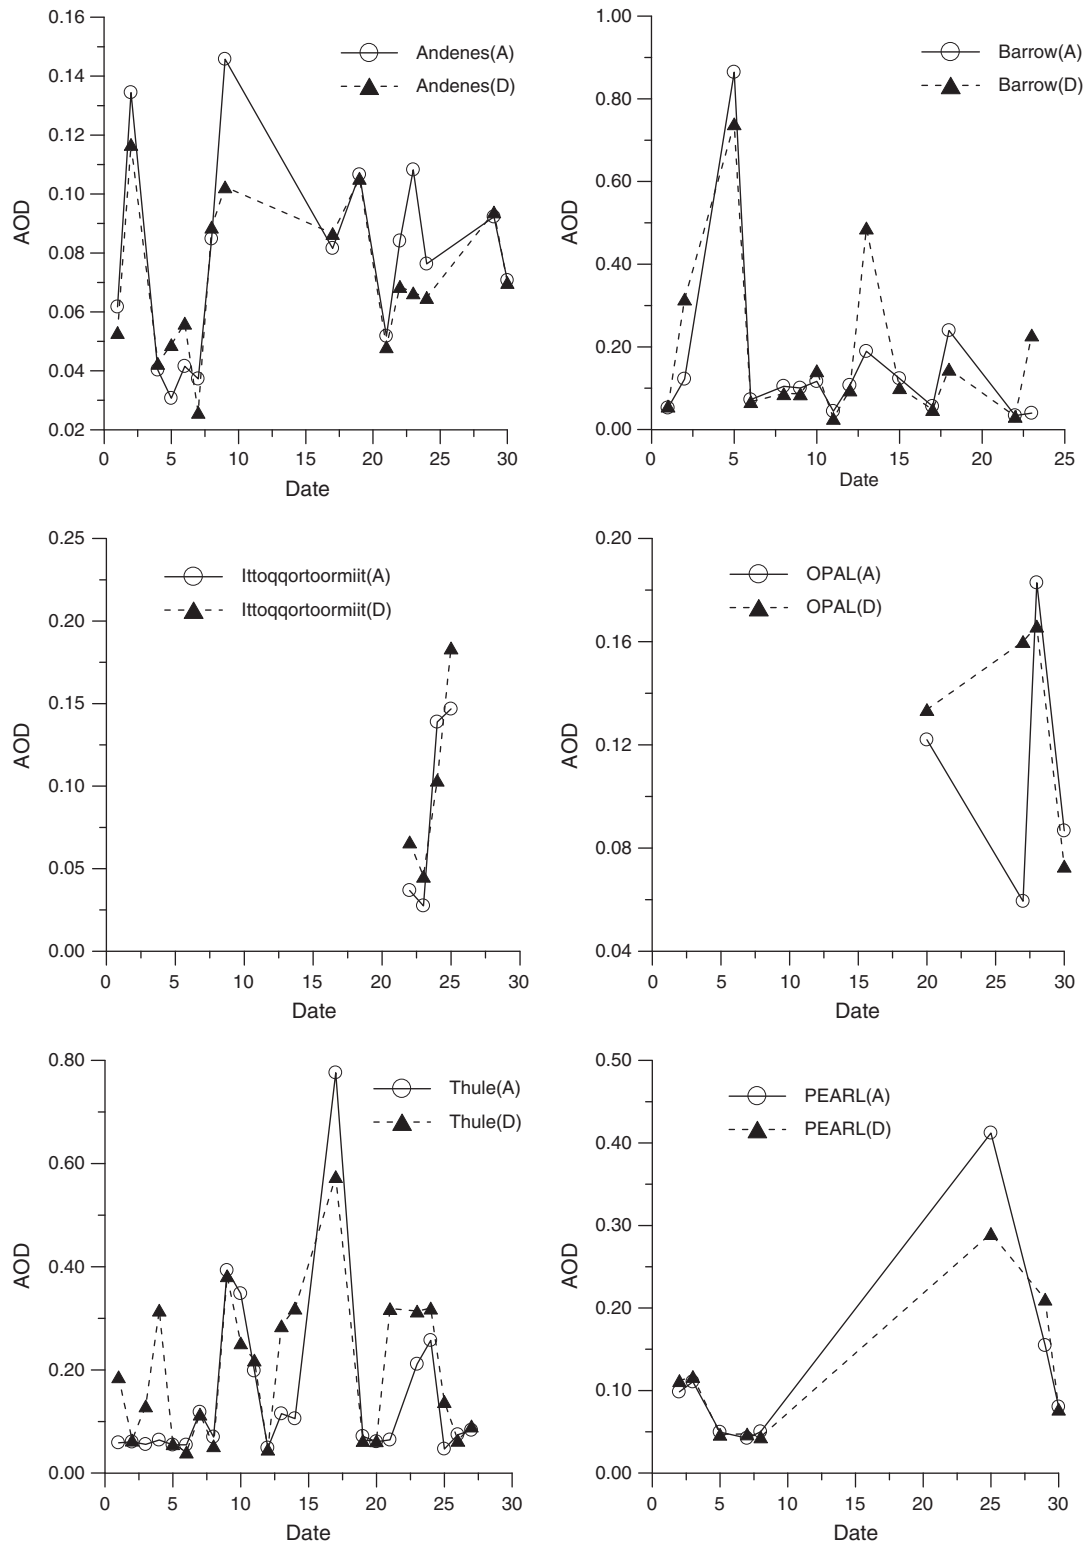 0.16
0.14
0.12
0.10
0.08
0.06
0.04
0.02
AOD
0 5 10 15 20 25 30
Date
Andenes(A)
Andenes(D)
1.00
0.80
0.60
0.40
0.20
0.00
AOD
0 5 10 15 20 25
Date
Barrow(A)
Barrow(D)
0.25
0.20
0.15
0.10
0.05
0.00
AOD
0 5 10 15 20 25 30
Date
Ittoqqortoormiit(A)
Ittoqqortoormiit(D)
0.20
0.16
0.12
0.08
0.04
AOD
0 5 10 15 20 25 30
Date
OPAL(A)
OPAL(D)
0.80
0.60
0.40
0.20
0.00
AOD
0 5 10 15 20 25 30
Date
Thule(A)
Thule(D)
0.50
0.40
0.30
0.20
0.10
0.00
AOD
0 5 10 15 20 25 30
Date
PEARL(A)
PEARL(D)